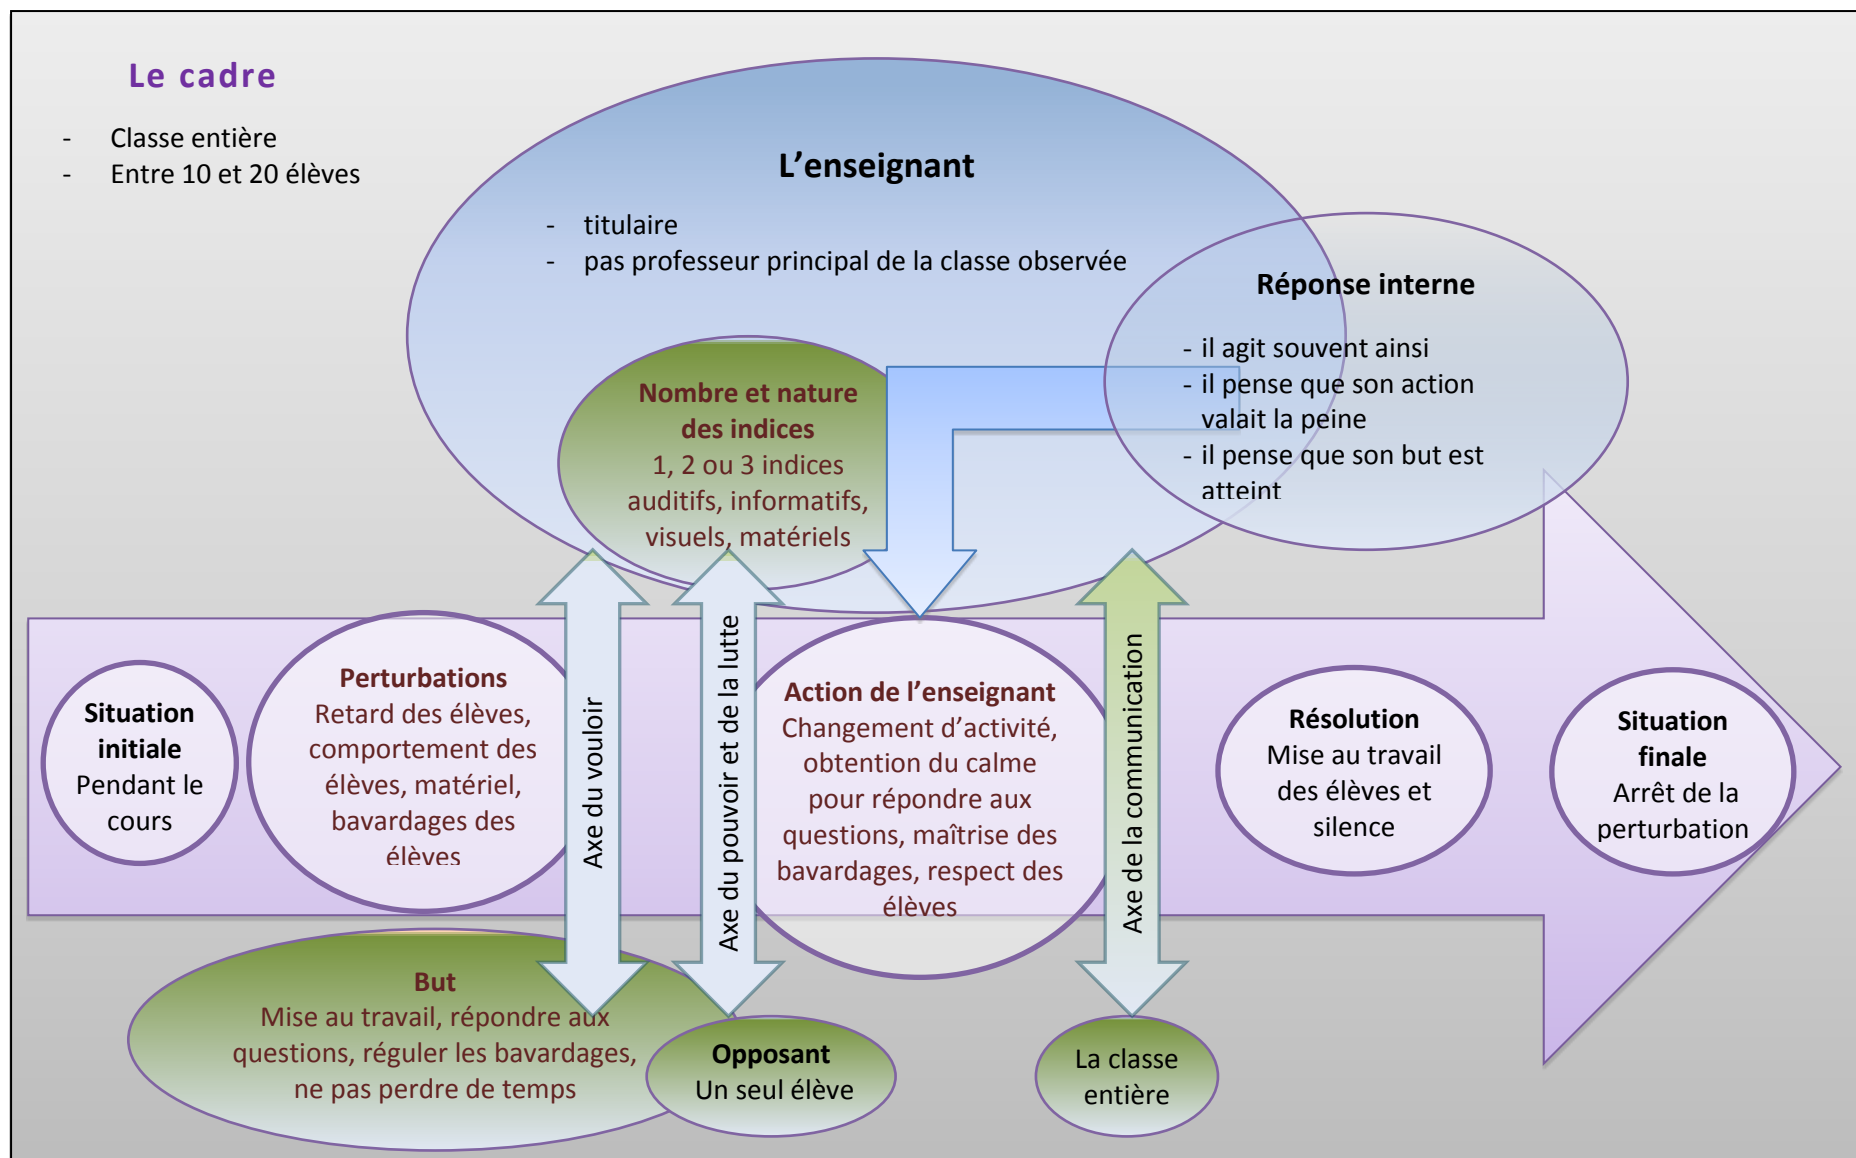 Le cadre
- Classe entière
- Entre 10 et 20 élèves
L’enseignant
- titulaire
- pas professeur principal de la classe observée
Réponse interne
- il agit souvent ainsi
- il pense que son action
valait la peine
- il pense que son but est
atteint
Nombre et nature
des indices
1, 2 ou 3 indices
auditifs, informatifs,
visuels, matériels
Situation
initiale
Pendant le
cours
Perturbations
Retard des élèves,
comportement des
élèves, matériel,
bavardages des
élèves
Axe du vouloir
Axe du pouvoir et de la lutte
Action de l’enseignant
Changement d’activité,
obtention du calme
pour répondre aux
questions, maîtrise des
bavardages, respect des
élèves
Axe de la communication
Résolution
Mise au travail
des élèves et
silence
Situation
finale
Arrêt de la
perturbation
But
Mise au travail, répondre aux
questions, réguler les bavardages,
ne pas perdre de temps
Opposant
Un seul élève
La classe
entière